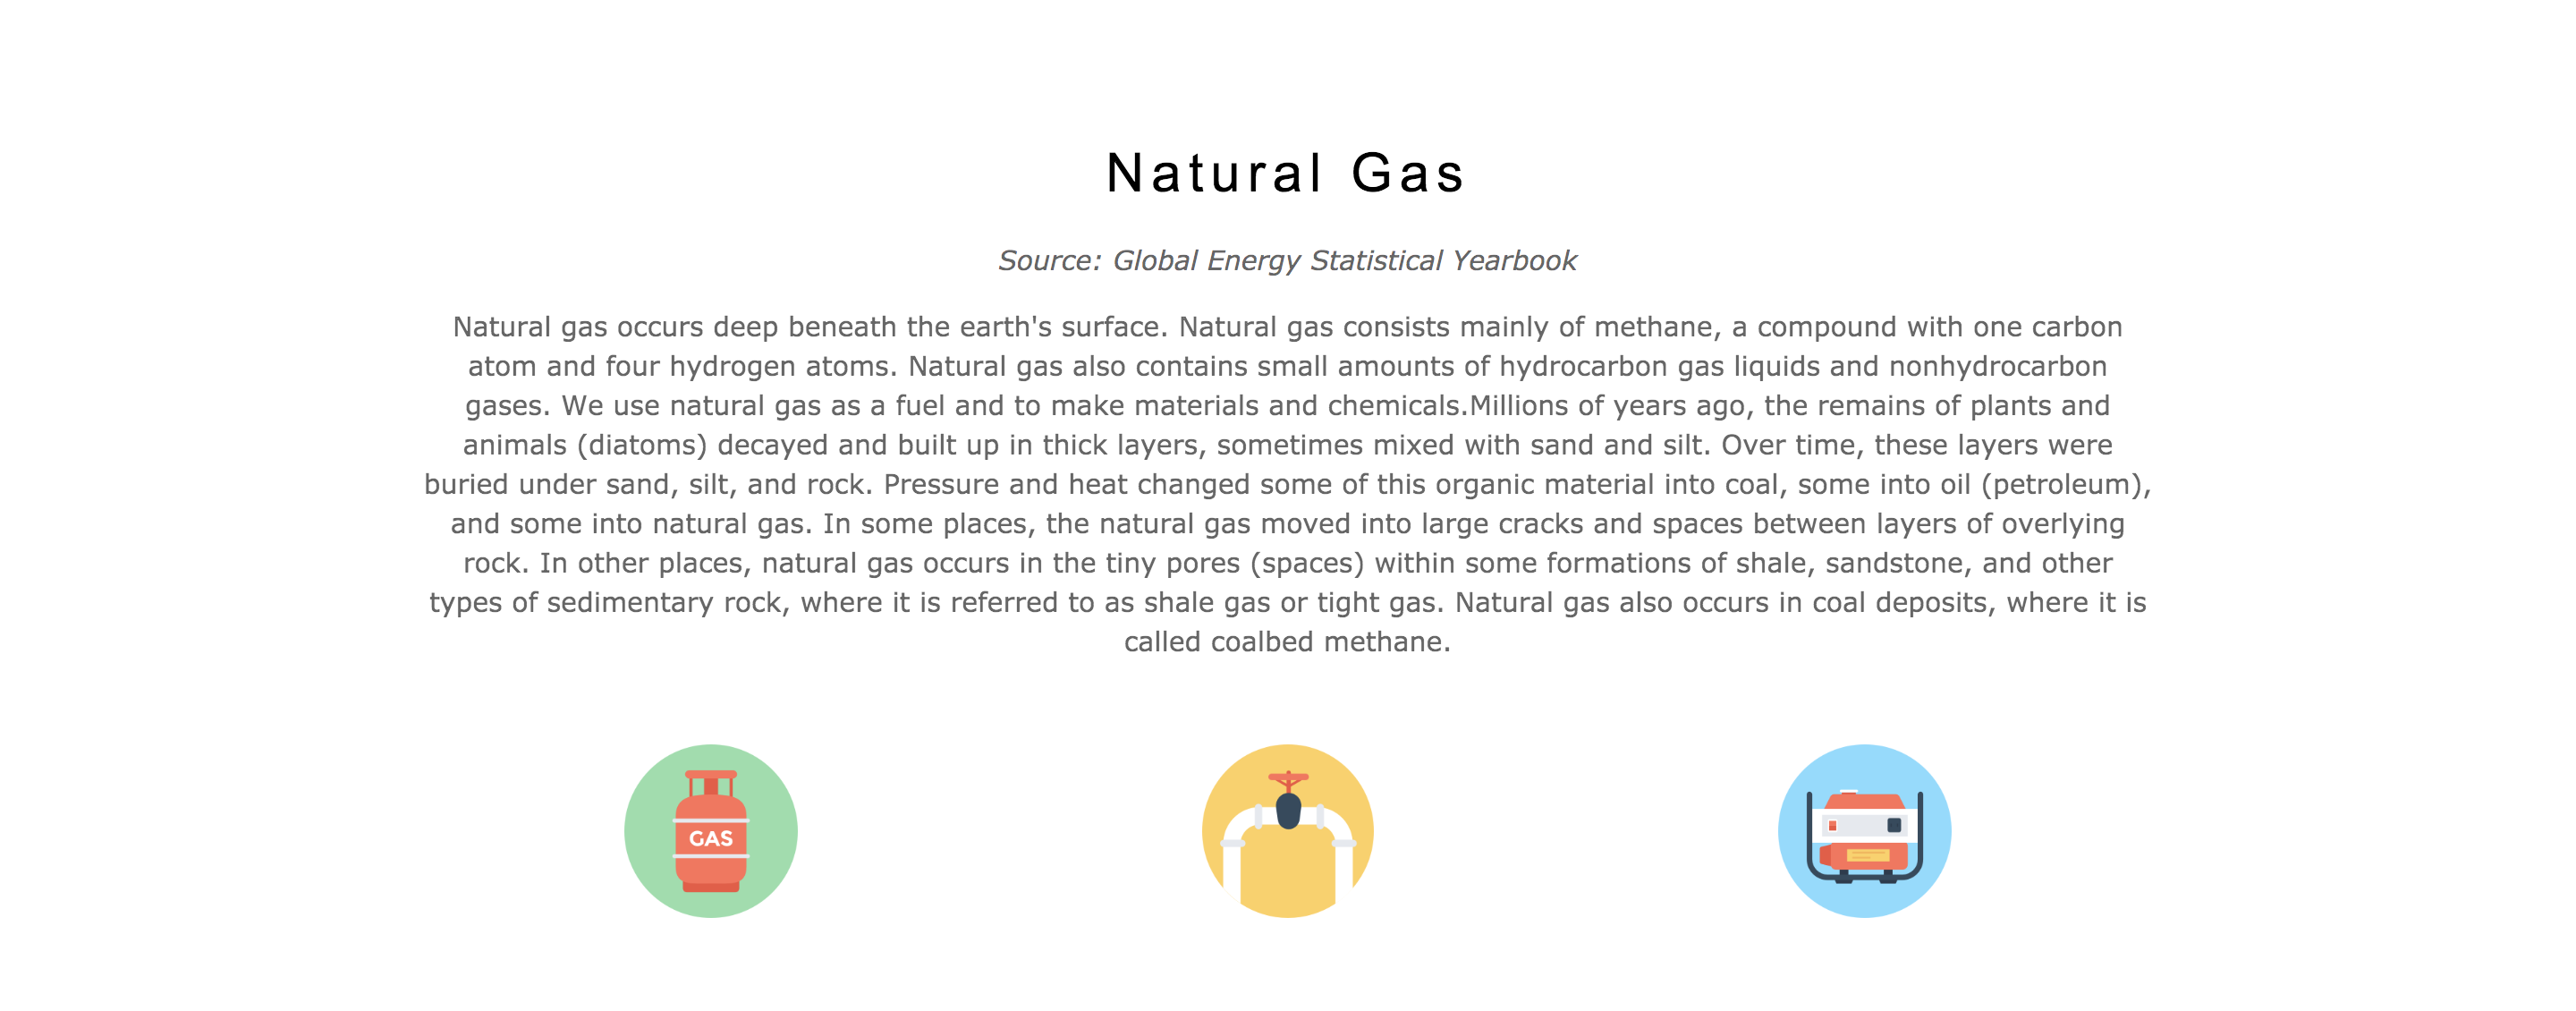 Natural Gas
Source: Global Energy Statistical Yearbook
Natural gas occurs deep beneath the earth's surface. Natural gas consists mainly of methane, a compound with one carbon
atom and four hydrogen atoms. Natural gas also contains small amounts of hydrocarbon gas liquids and nonhydrocarbon
gases. We use natural gas as a fuel and to make materials and chemicals.Millions of years ago, the remains of plants and
animals (diatoms) decayed and built up in thick layers, sometimes mixed with sand and silt. Over time, these layers were
buried under sand, silt, and rock. Pressure and heat changed some of this organic material into coal, some into oil (petroleum),
and some into natural gas. In some places, the natural gas moved into large cracks and spaces between layers of overlying
rock. In other places, natural gas occurs in the tiny pores (spaces) within some formations of shale, sandstone, and other
types of sedimentary rock, where it is referred to as shale gas or tight gas. Natural gas also occurs in coal deposits, where it is
called coalbed methane.
GAS